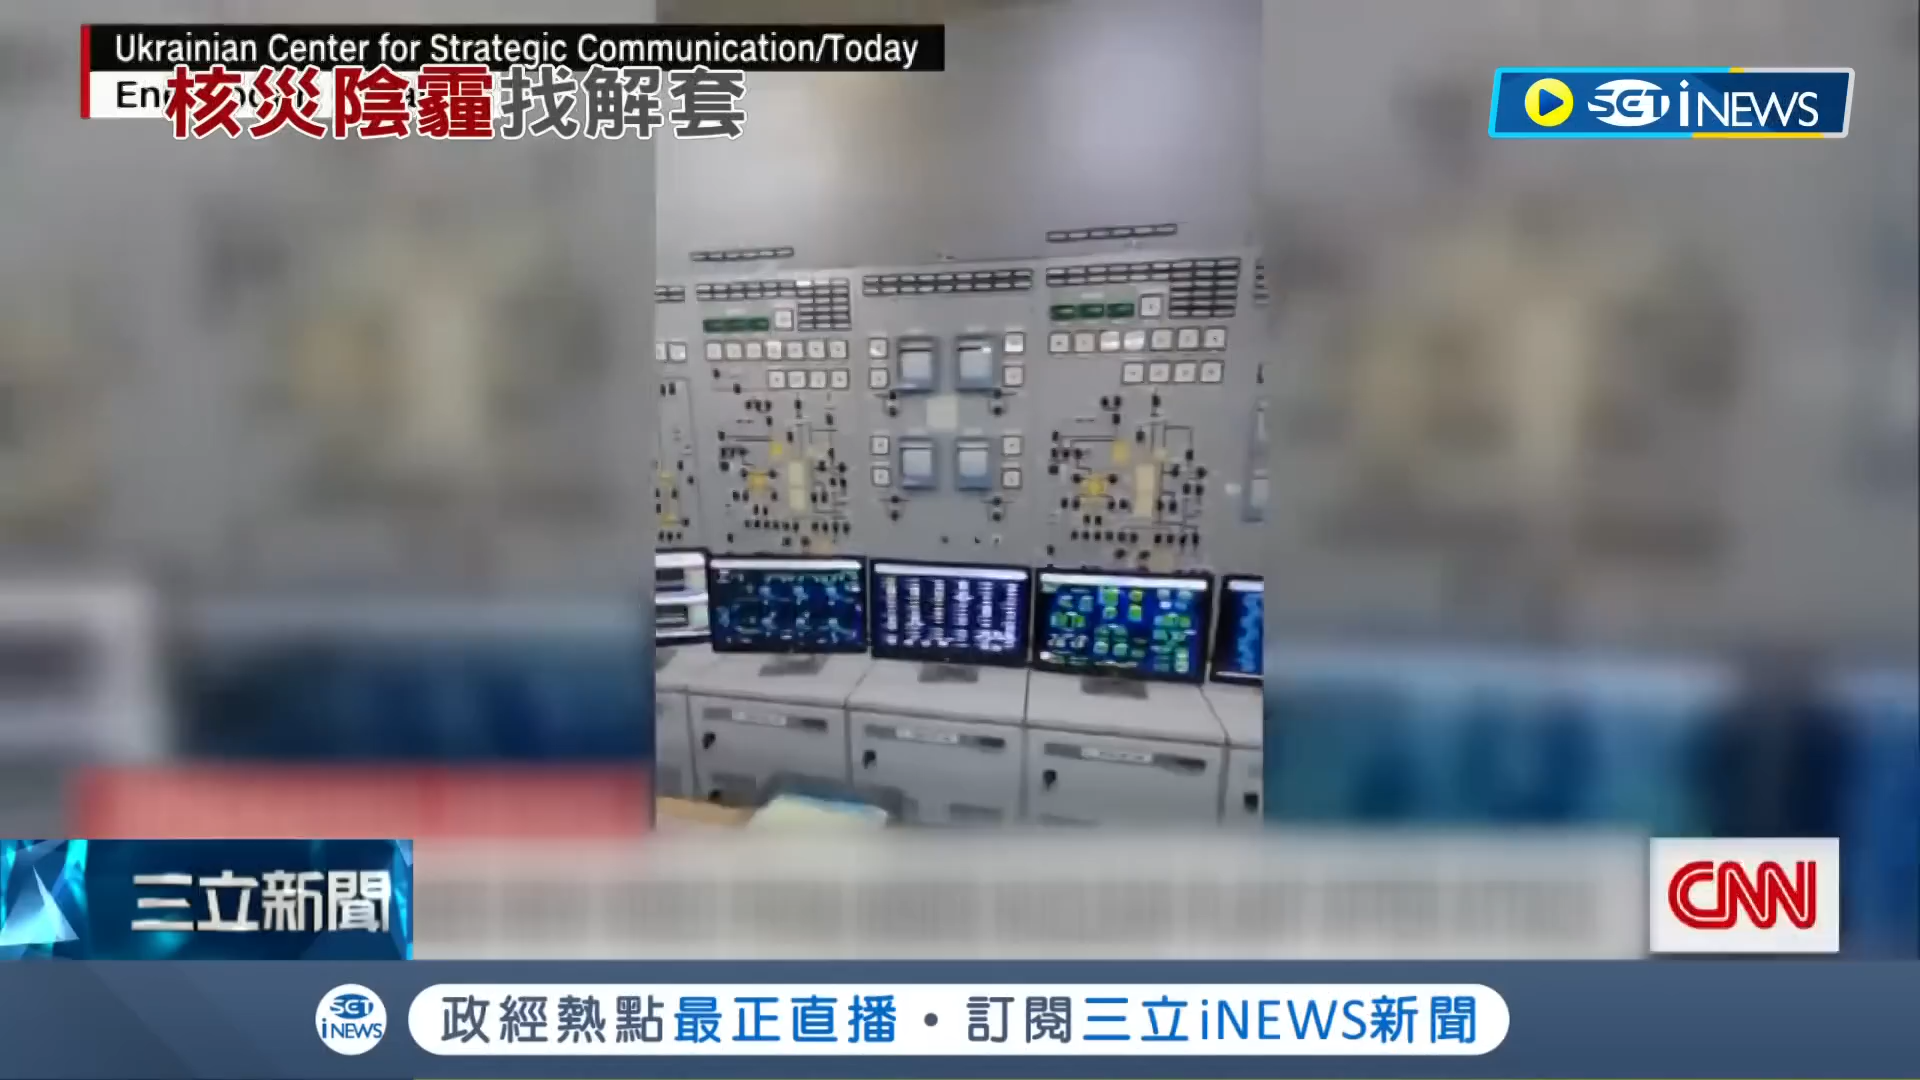 Ukrainian Center for Strategic Communication/Today
核災陰霾找解套
SET iNEWS
三立新聞
CNN
SET iNEWS
政經熱點最正直播・訂閱三立iNEWS新聞